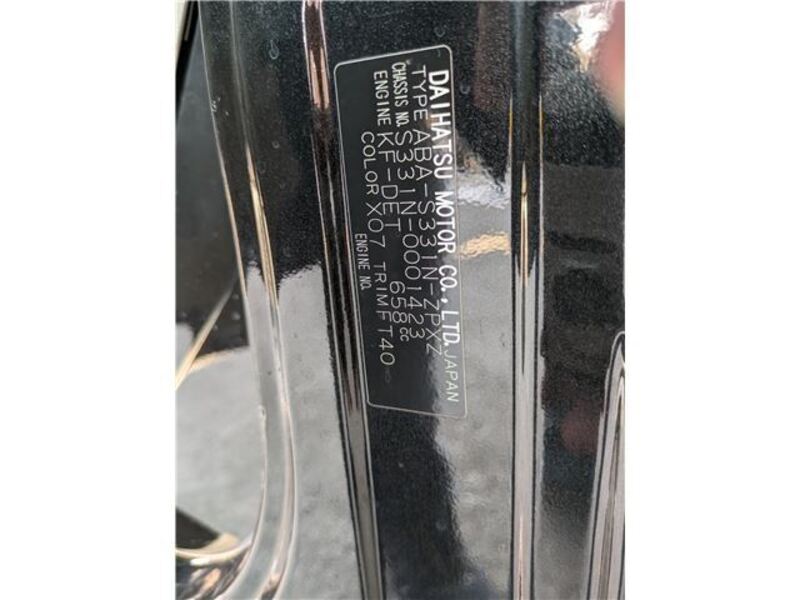 DAIHATSU MOTOR CO., LTD. JAPAN
TYPE ABA-S331N-ZPXZ
CHASSIS NO. S331N-0001423
ENGINE KF-DET 658cc
COLOR X07 TRIM FT40
ENGINE NO.